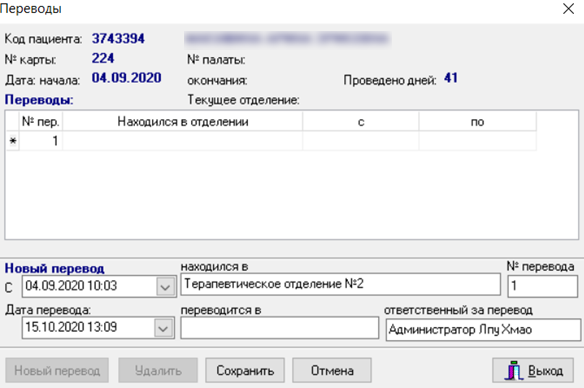 Переводы
Код пациента: 3743394
№ карты: 224 № палаты:
Дата: начала: 04.09.2020 окончания: Проведено дней: 41
Переводы: Текущее отделение:
№ пер. Находился в отделении с по
* 1
Новый перевод находился в № перевода
С 04.09.2020 10:03 Терапевтическое отделение №2 1
Дата перевода: переводится в ответственный за перевод
15.10.2020 13:09 Администратор Лпу Хмао
Новый перевод Удалить Сохранить Отмена Выход